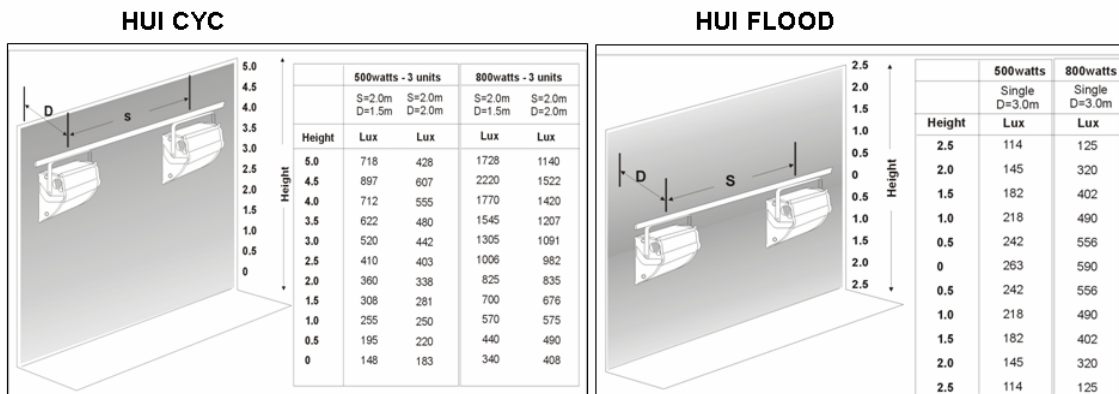 HUI CYC
HUI FLOOD
D
S
5.0
4.5
4.0
3.5
3.0
2.5
2.0
1.5
1.0
0.5
0
Height
500watts - 3 units 800watts - 3 units
S=2.0m S=2.0m S=2.0m S=2.0m
D=1.5m D=2.0m D=1.5m D=2.0m
Height Lux Lux Lux Lux
5.0 718 428 1728 1140
4.5 897 607 2220 1522
4.0 712 555 1770 1420
3.5 622 480 1545 1207
3.0 520 442 1305 1091
2.5 410 403 1006 982
2.0 360 338 825 835
1.5 308 281 700 676
1.0 255 250 570 575
0.5 195 220 440 490
0 148 183 340 408
D
S
2.5
2.0
1.5
1.0
0.5
0
0.5
1.0
1.5
2.0
2.5
Height
500watts 800watts
Single Single
D=3.0m D=3.0m
Height Lux Lux
2.5 114 125
2.0 145 320
1.5 182 402
1.0 218 490
0.5 242 556
0 263 590
0.5 242 556
1.0 218 490
1.5 182 402
2.0 145 320
2.5 114 125